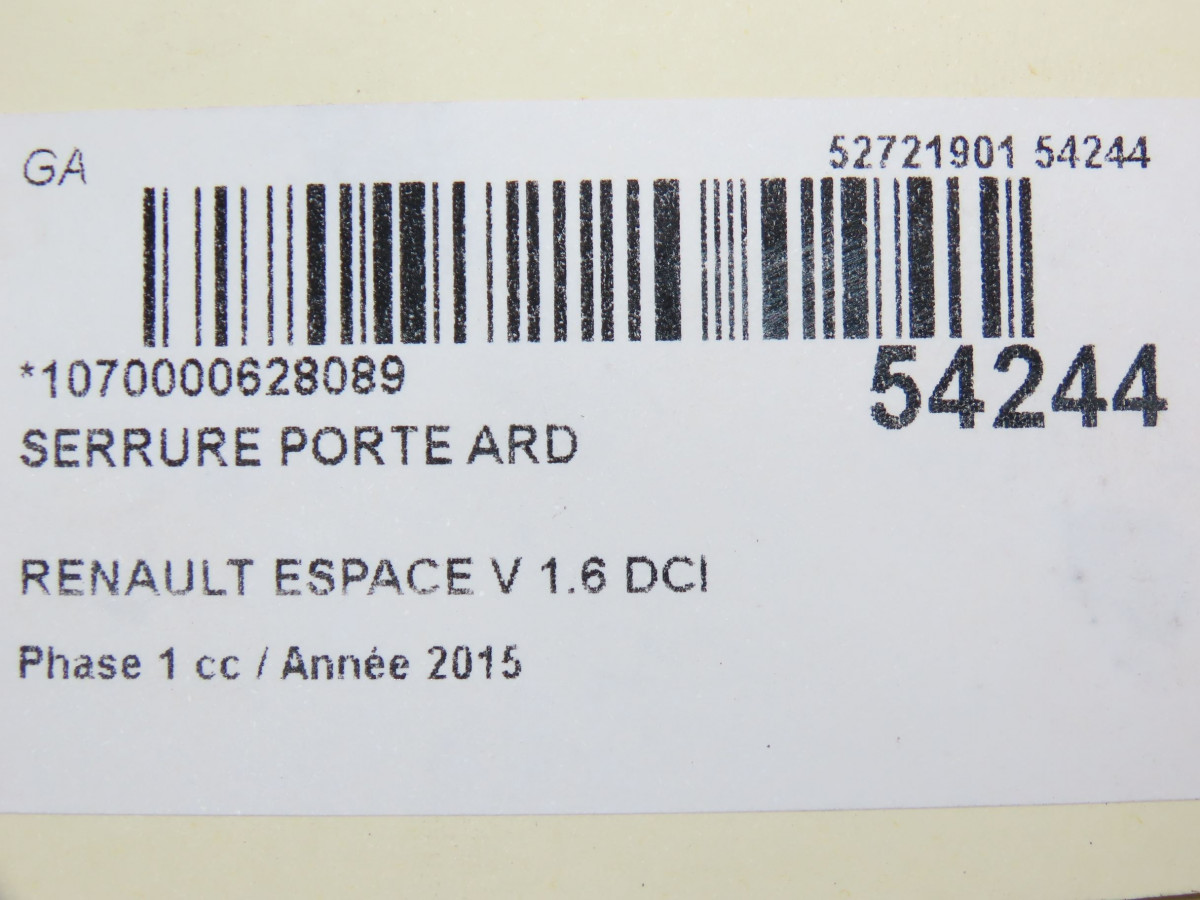 GA
52721901 54244
*1070000628089
54244
SERRURE PORTE ARD
RENAULT ESPACE V 1.6 DCI
Phase 1 cc / Année 2015